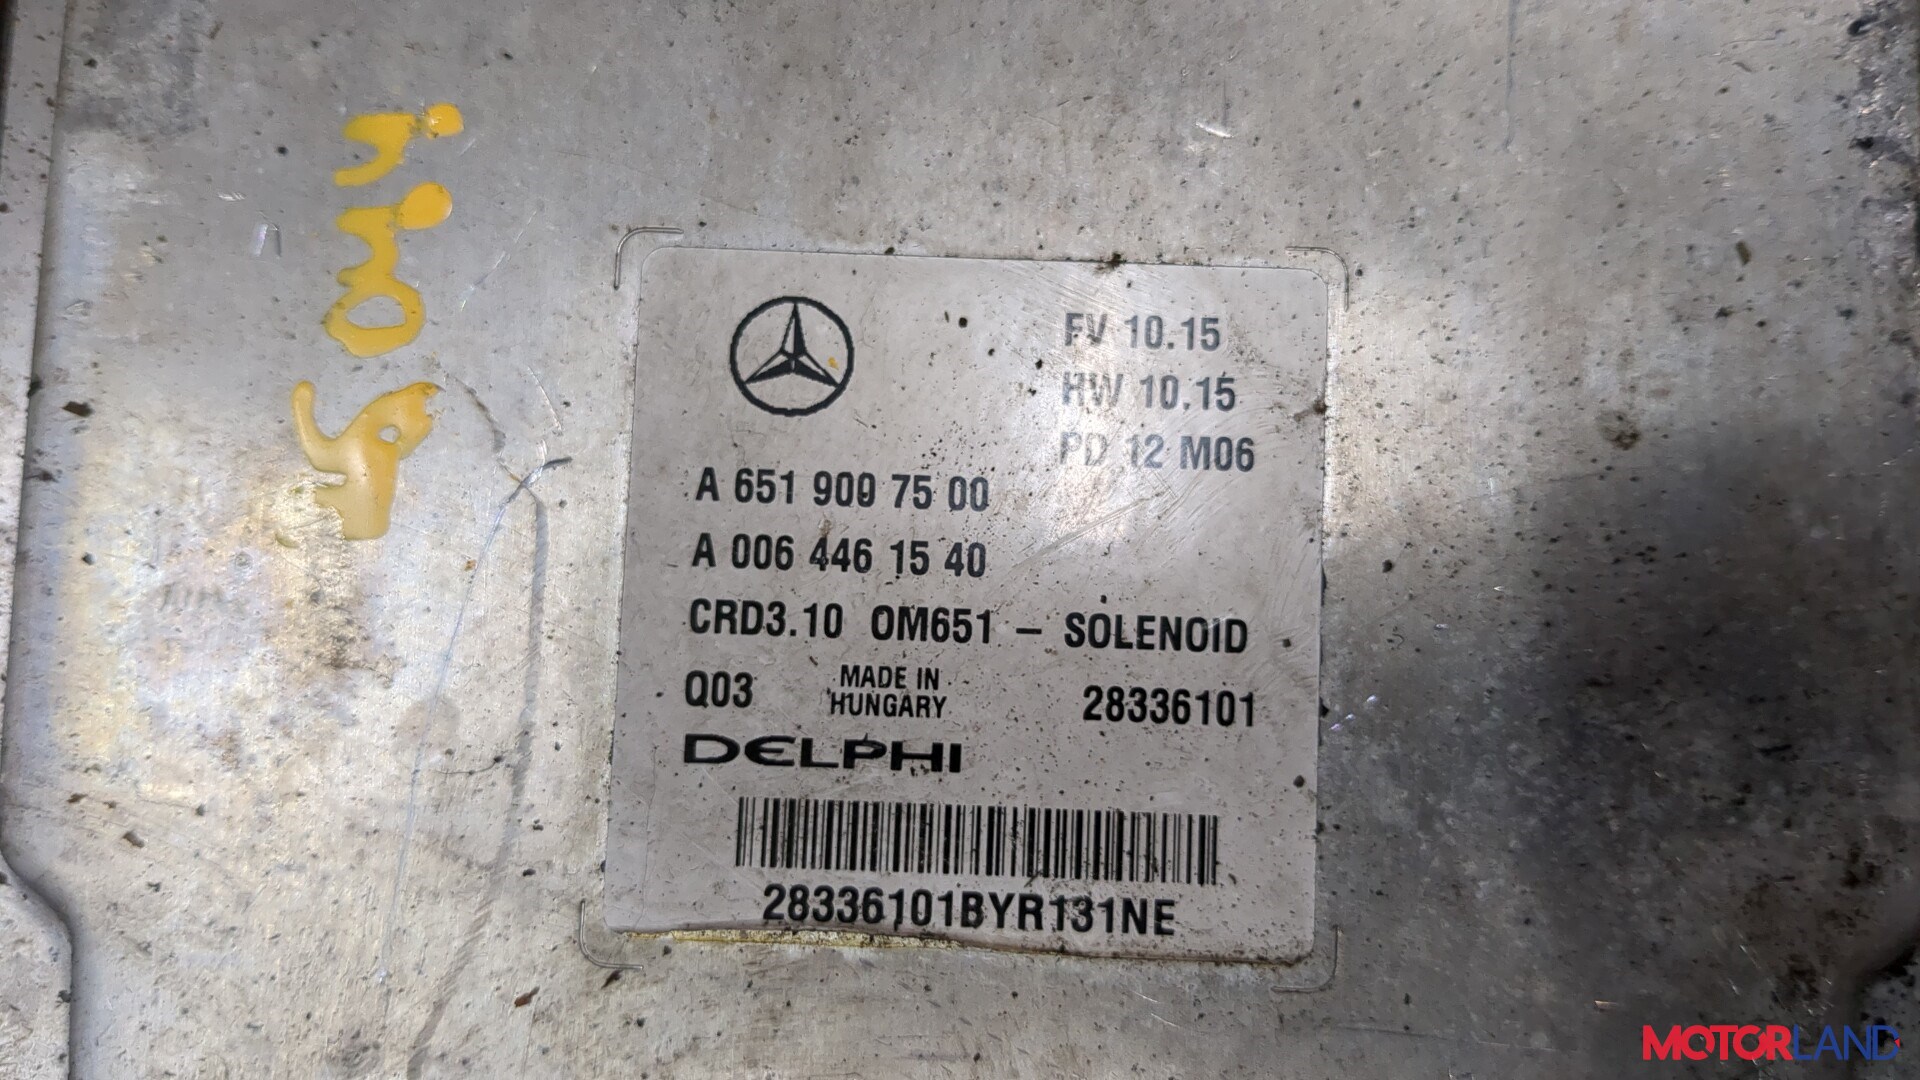 FV 10.15
HW 10.15
PD 12 M06
A 651 909 75 00
A 006 446 15 40
CRD3.10 OM651 – SOLENOID
Q03 MADE IN HUNGARY 28336101
DELPHI
28336101BYR131NE
MOTORLAND